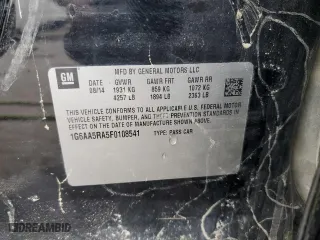 GM
MFD BY GENERAL MOTORS LLC
DATE GVWR GAWR FRT GAWR RR
08/14 1931 KG 859 KG 1072 KG
4257 LB 1894 LB 2363 LB
THIS VEHICLE CONFORMS TO ALL APPLICABLE U.S. FEDERAL MOTOR
VEHICLE SAFETY, BUMPER, AND THEFT PREVENTION STANDARDS IN
EFFECT ON THE DATE OF MANUFACTURE SHOWN ABOVE.
1G6AA5RA5F0108541 TYPE: PASS CAR
RideSafely